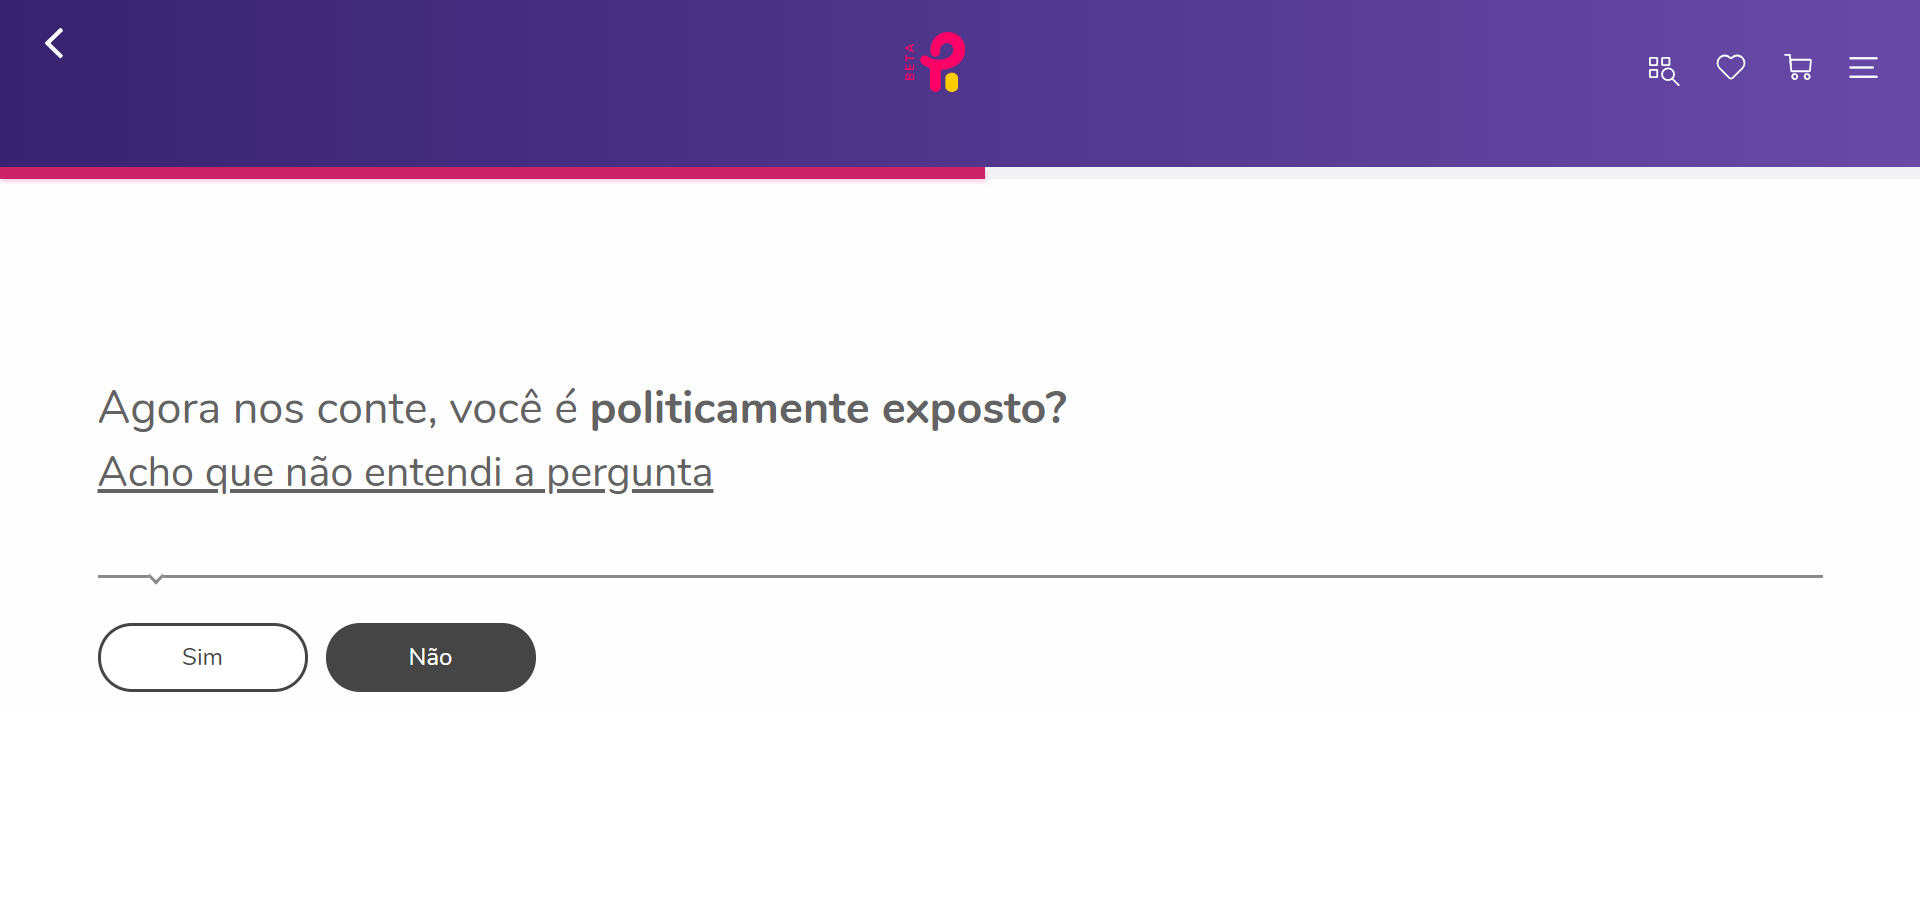 BETA
Agora nos conte, você é politicamente exposto?
Acho que não entendi a pergunta
Sim
Não